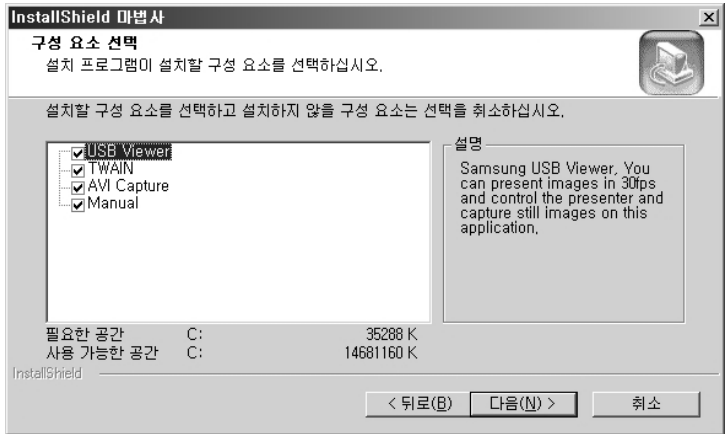 InstallShield 마법사
구성 요소 선택
설치 프로그램이 설치할 구성 요소를 선택하십시오.
설치할 구성 요소를 선택하고 설치하지 않을 구성 요소는 선택을 취소하십시오.
USB Viewer
TWAIN
AVI Capture
Manual
설명
Samsung USB Viewer, You
can present images in 30fps
and control the presenter and
capture still images on this
application.
필요한 공간 C: 35288 K
사용 가능한 공간 C: 14681160 K
InstallShield
< 뒤로(B) 다음(N) > 취소